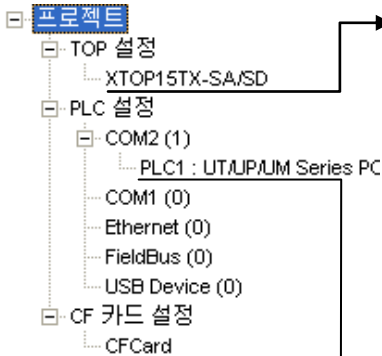 프로젝트
TOP 설정
XTOP15TX-SA/SD
PLC 설정
COM2 (1)
PLC1 : UT/UP/UM Series PC
COM1 (0)
Ethernet (0)
FieldBus (0)
USB Device (0)
CF 카드 설정
CFCard